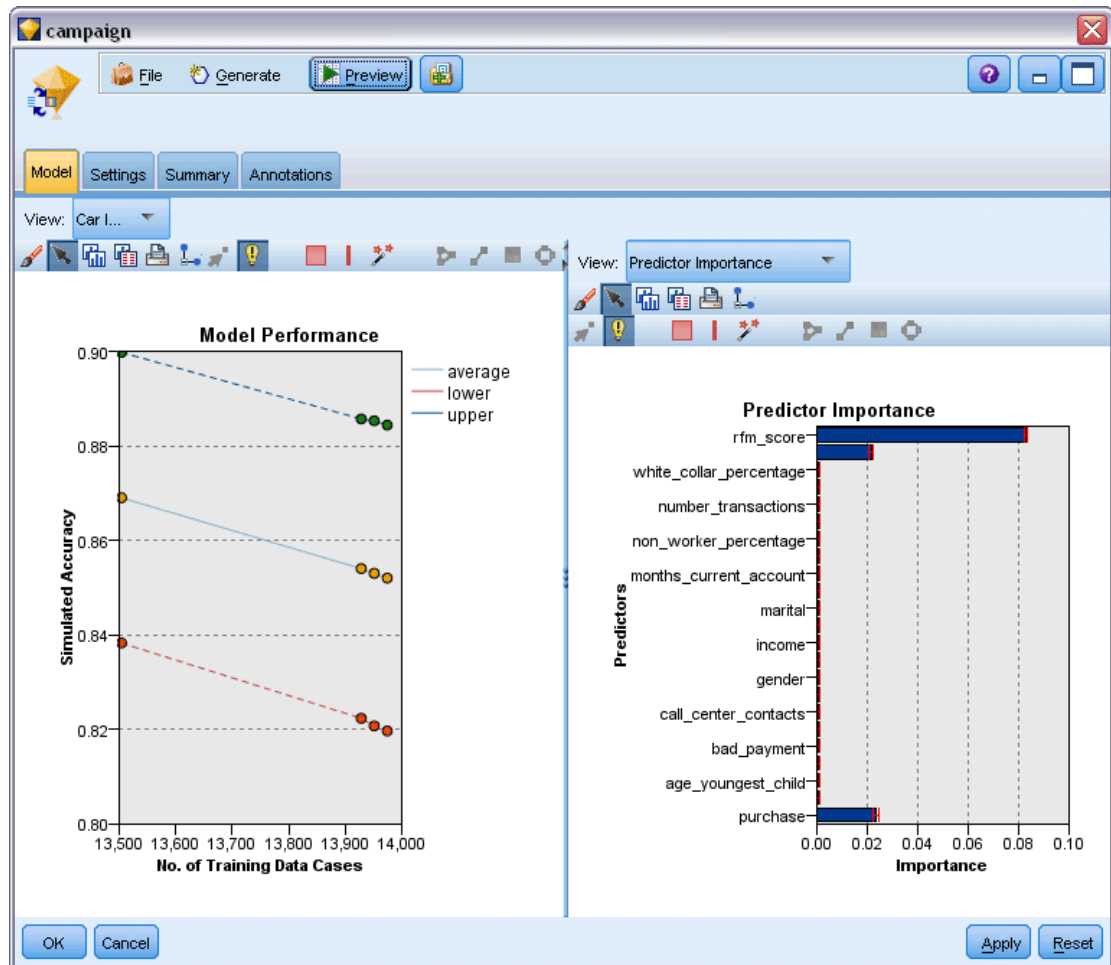 campaign
File Generate Preview
Model Settings Summary Annotations
View: Car I...
Model Performance
0.90
0.88
0.86
0.84
0.82
0.80
Simulated Accuracy
13,500 13,600 13,700 13,800 13,900 14,000
No. of Training Data Cases
average
lower
upper
View: Predictor Importance
Predictor Importance
rfm_score
white_collar_percentage
number_transactions
non_worker_percentage
months_current_account
marital
income
gender
call_center_contacts
bad_payment
age_youngest_child
purchase
Predictors
0.00 0.02 0.04 0.06 0.08 0.10
Importance
OK Cancel Apply Reset